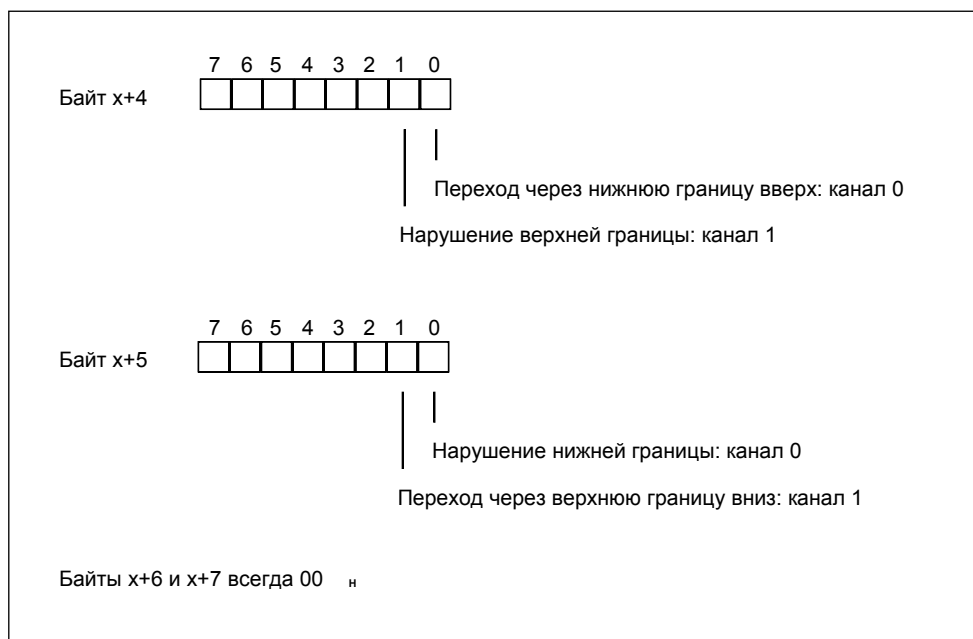 7 6 5 4 3 2 1 0
Байт x+4
Переход через нижнюю границу вверх: канал 0
Нарушение верхней границы: канал 1
7 6 5 4 3 2 1 0
Байт x+5
Нарушение нижней границы: канал 0
Переход через верхнюю границу вниз: канал 1
Байты x+6 и x+7 всегда 00 н